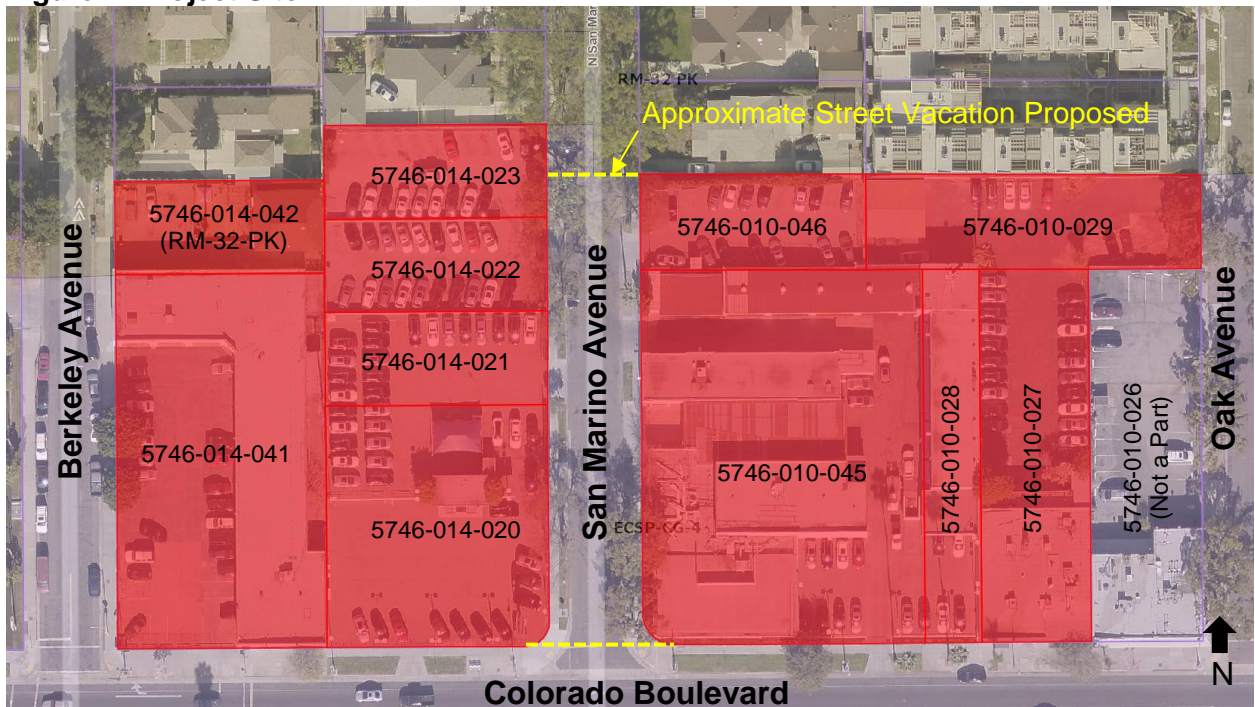 N San Mar
RM-32 PK
Approximate Street Vacation Proposed
5746-014-023
5746-014-042
(RM-32-PK)
5746-014-022
5746-010-046
5746-010-029
Berkeley Avenue
San Marino Avenue
Oak Avenue
5746-014-021
5746-014-041
5746-014-020
5746-010-045
5746-010-028
5746-010-027
5746-010-026
(Not a Part)
ECSP-CG-4
N
Colorado Boulevard